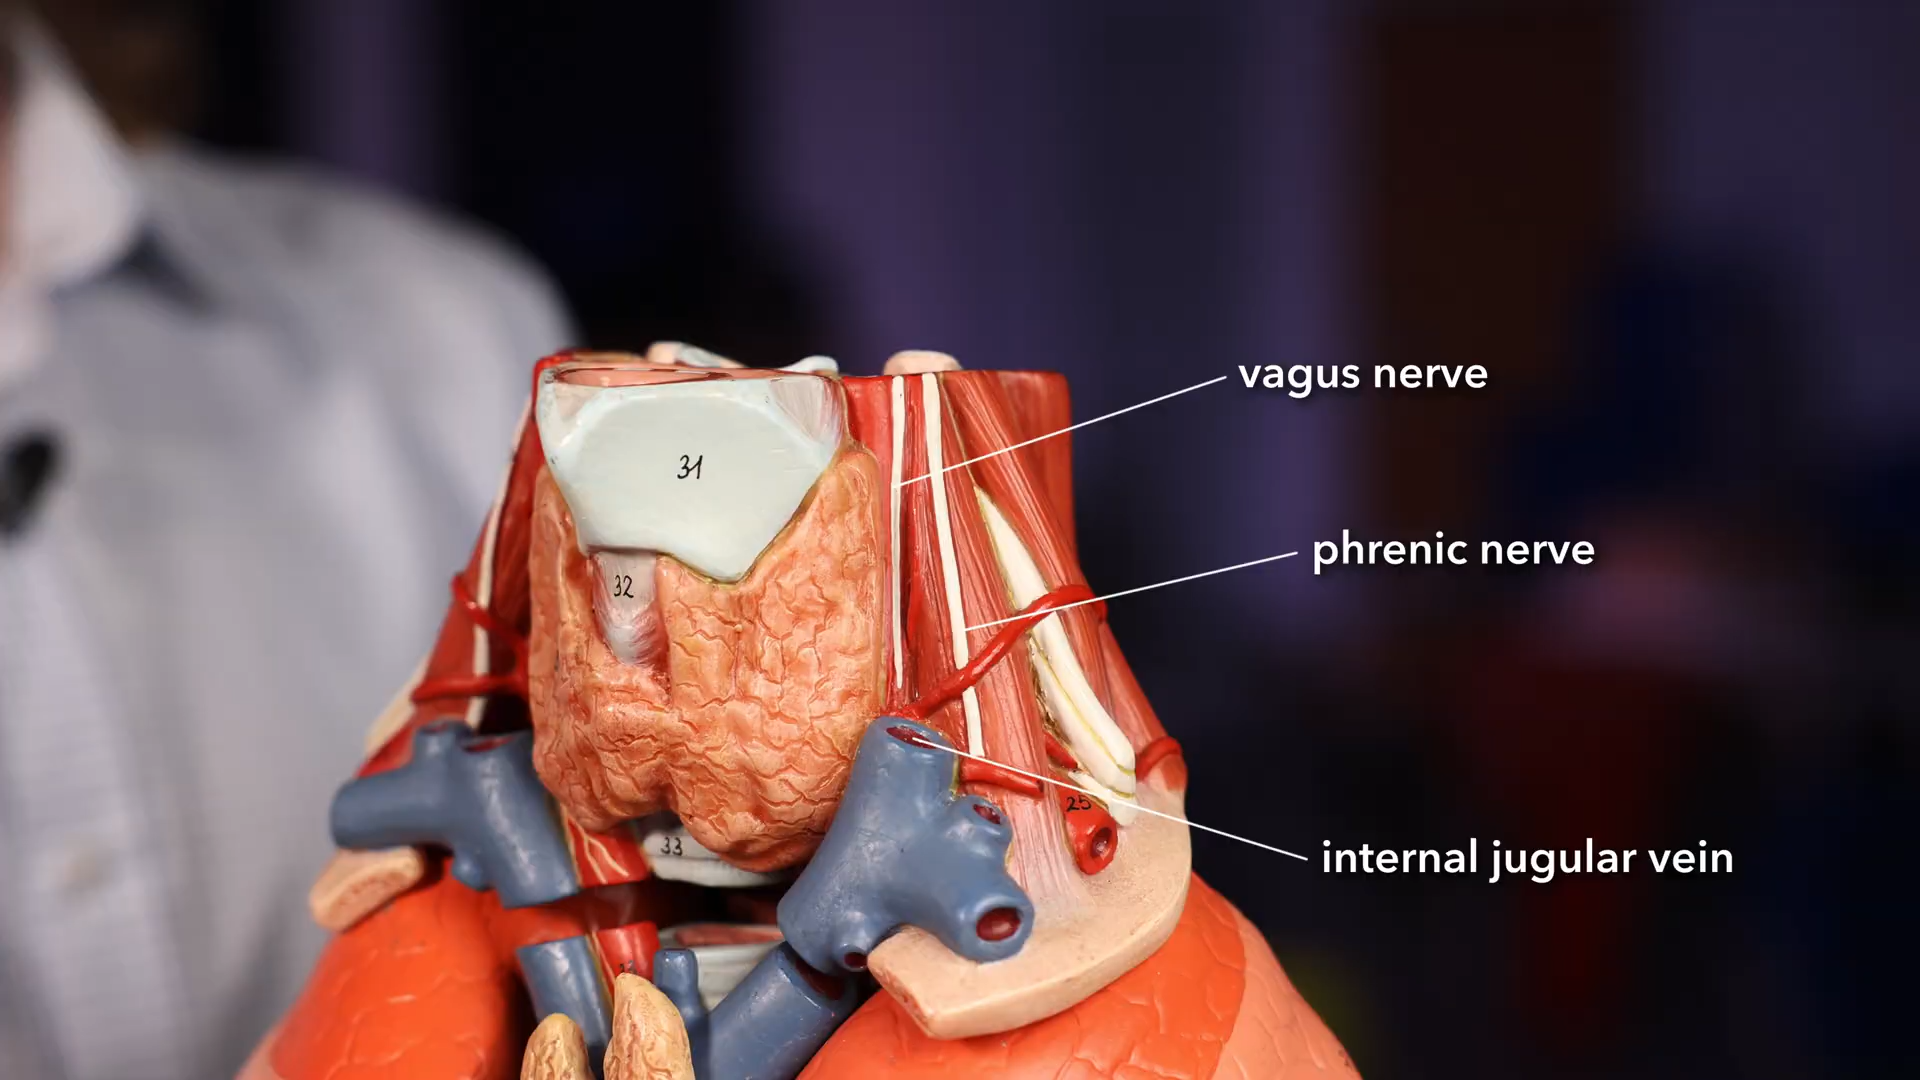 vagus nerve
31
phrenic nerve
32
25
33
internal jugular vein